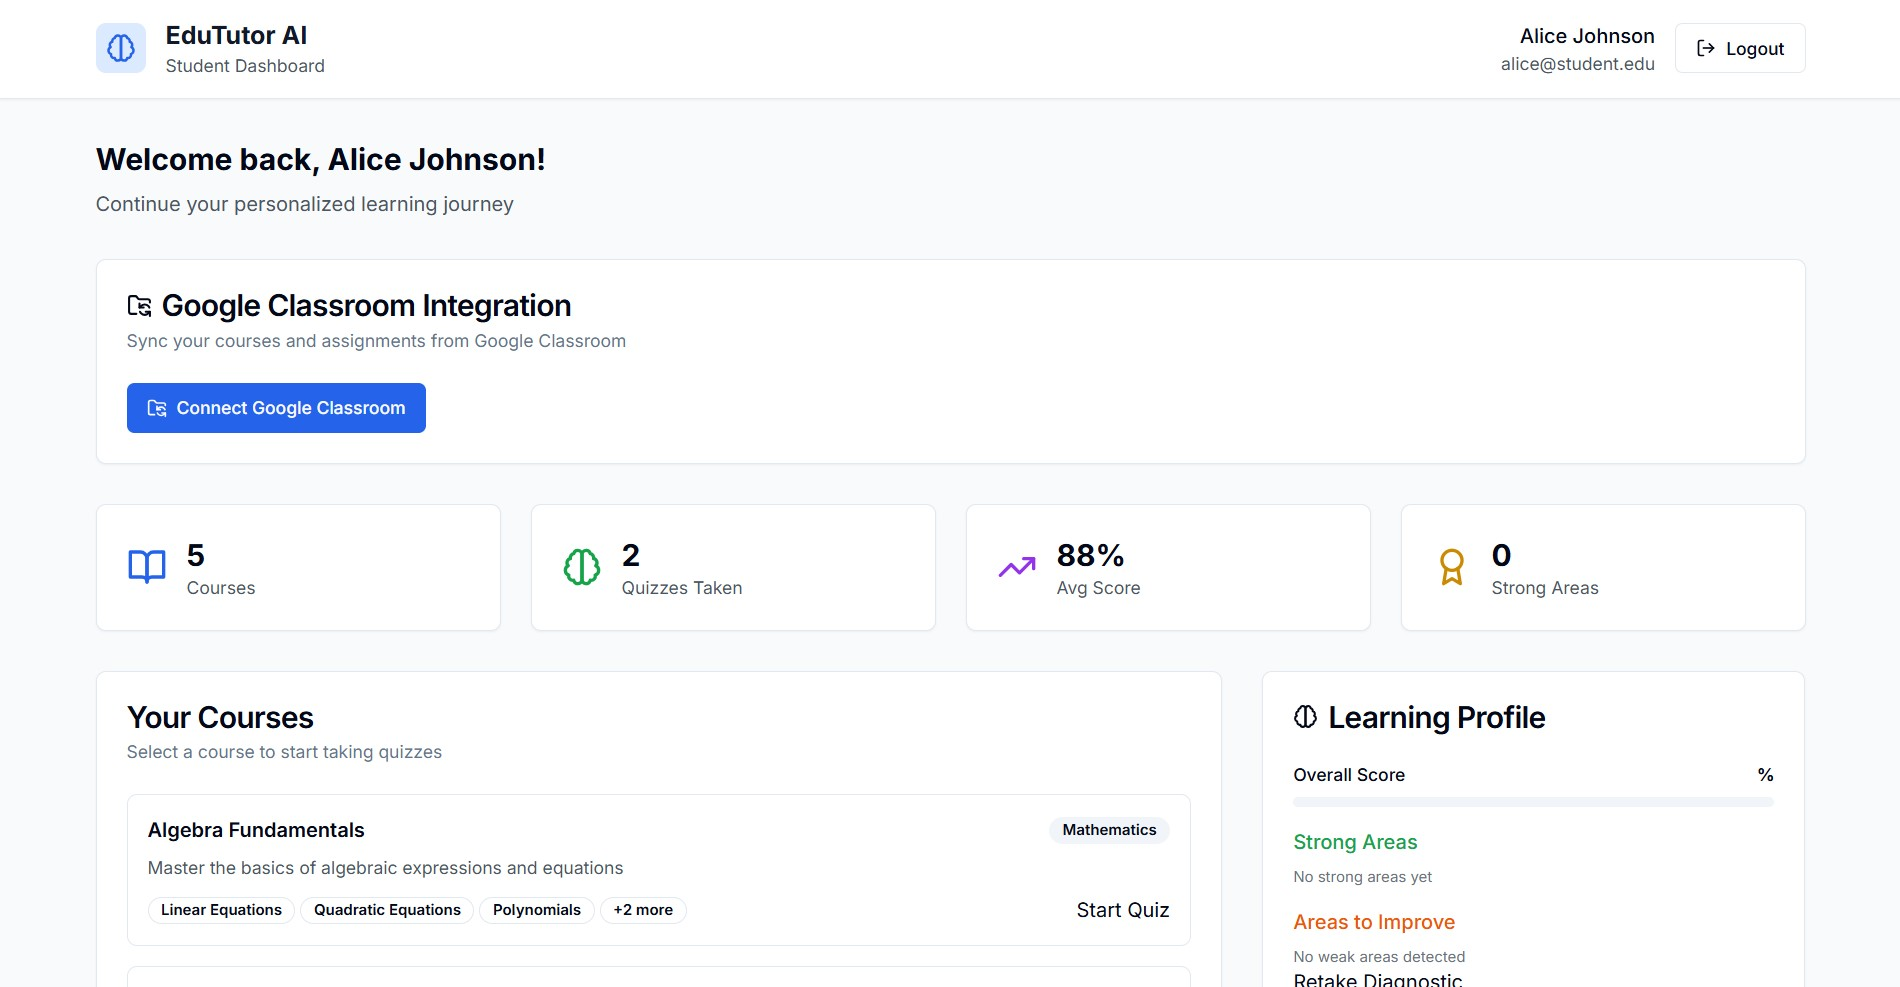 EduTutor AI
Student Dashboard
Alice Johnson
alice@student.edu
Logout
Welcome back, Alice Johnson!
Continue your personalized learning journey
Google Classroom Integration
Sync your courses and assignments from Google Classroom
Connect Google Classroom
5
Courses
2
Quizzes Taken
88%
Avg Score
0
Strong Areas
Your Courses
Select a course to start taking quizzes
Algebra Fundamentals
Mathematics
Master the basics of algebraic expressions and equations
Linear Equations Quadratic Equations Polynomials +2 more
Start Quiz
Learning Profile
Overall Score %
Strong Areas
No strong areas yet
Areas to Improve
No weak areas detected
Retake Diagnostic